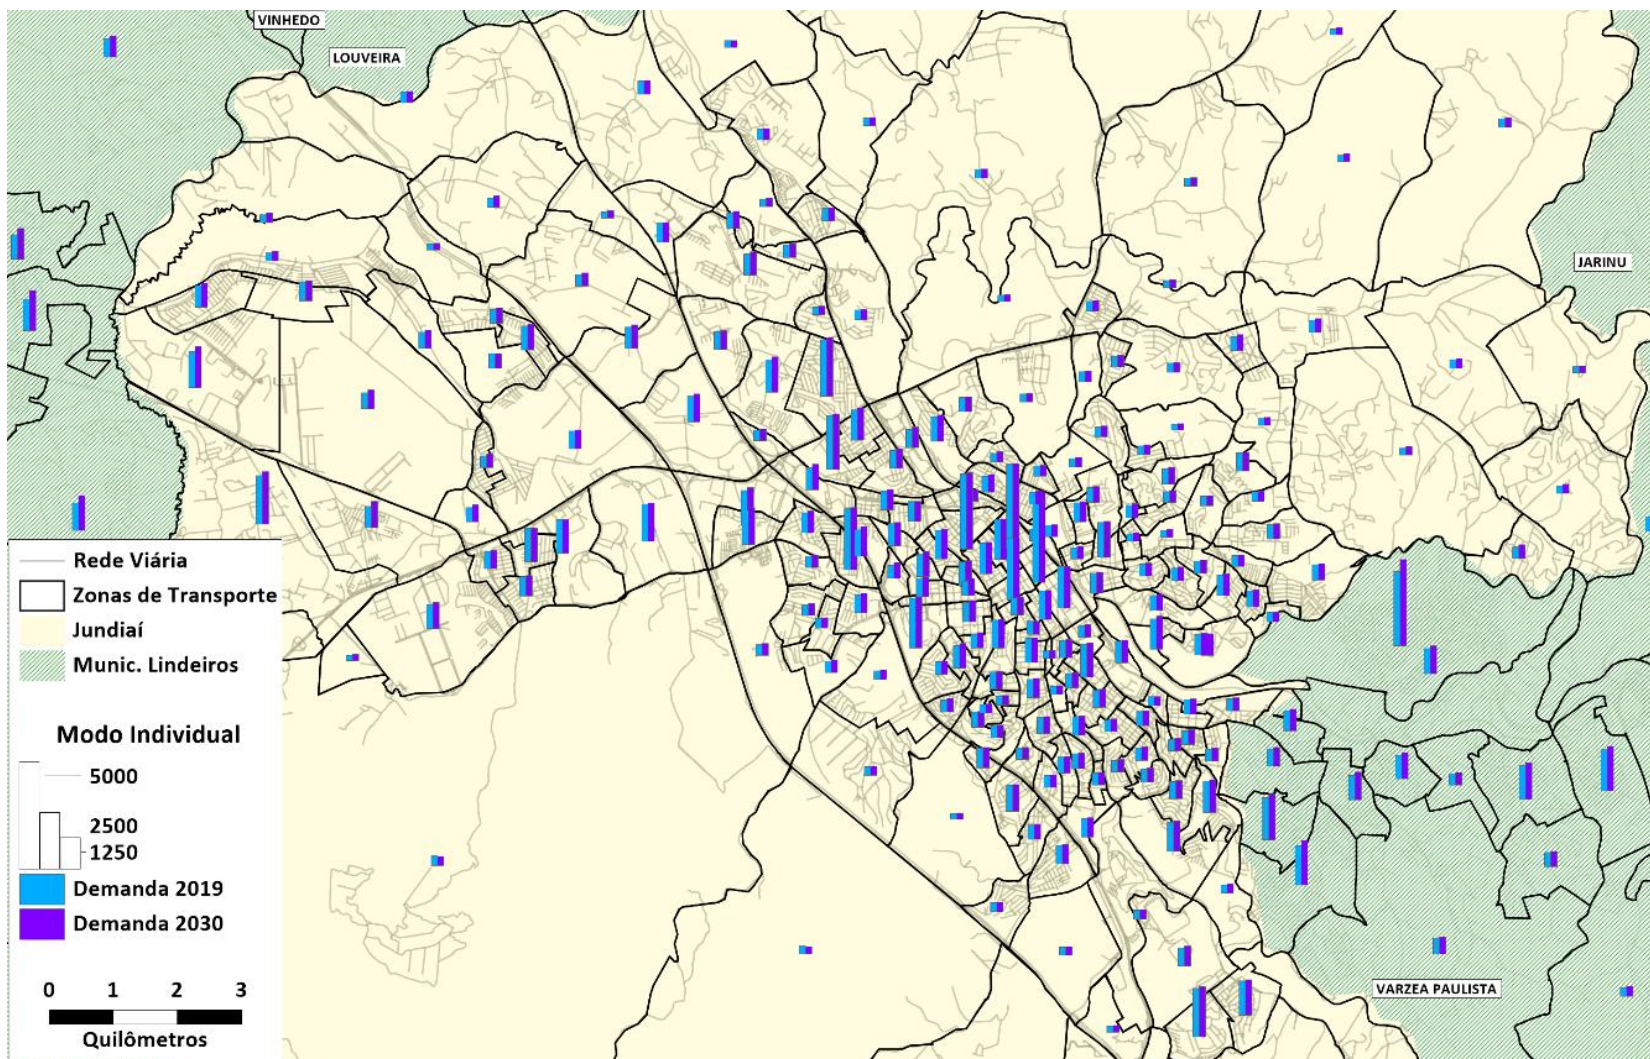 VINHEDO
LOUVEIRA
JARINU
Rede Viária
Zonas de Transporte
Jundiaí
Munic. Lindeiros
Modo Individual
5000
2500
1250
Demanda 2019
Demanda 2030
0 1 2 3
Quilômetros
VARZEA PAULISTA